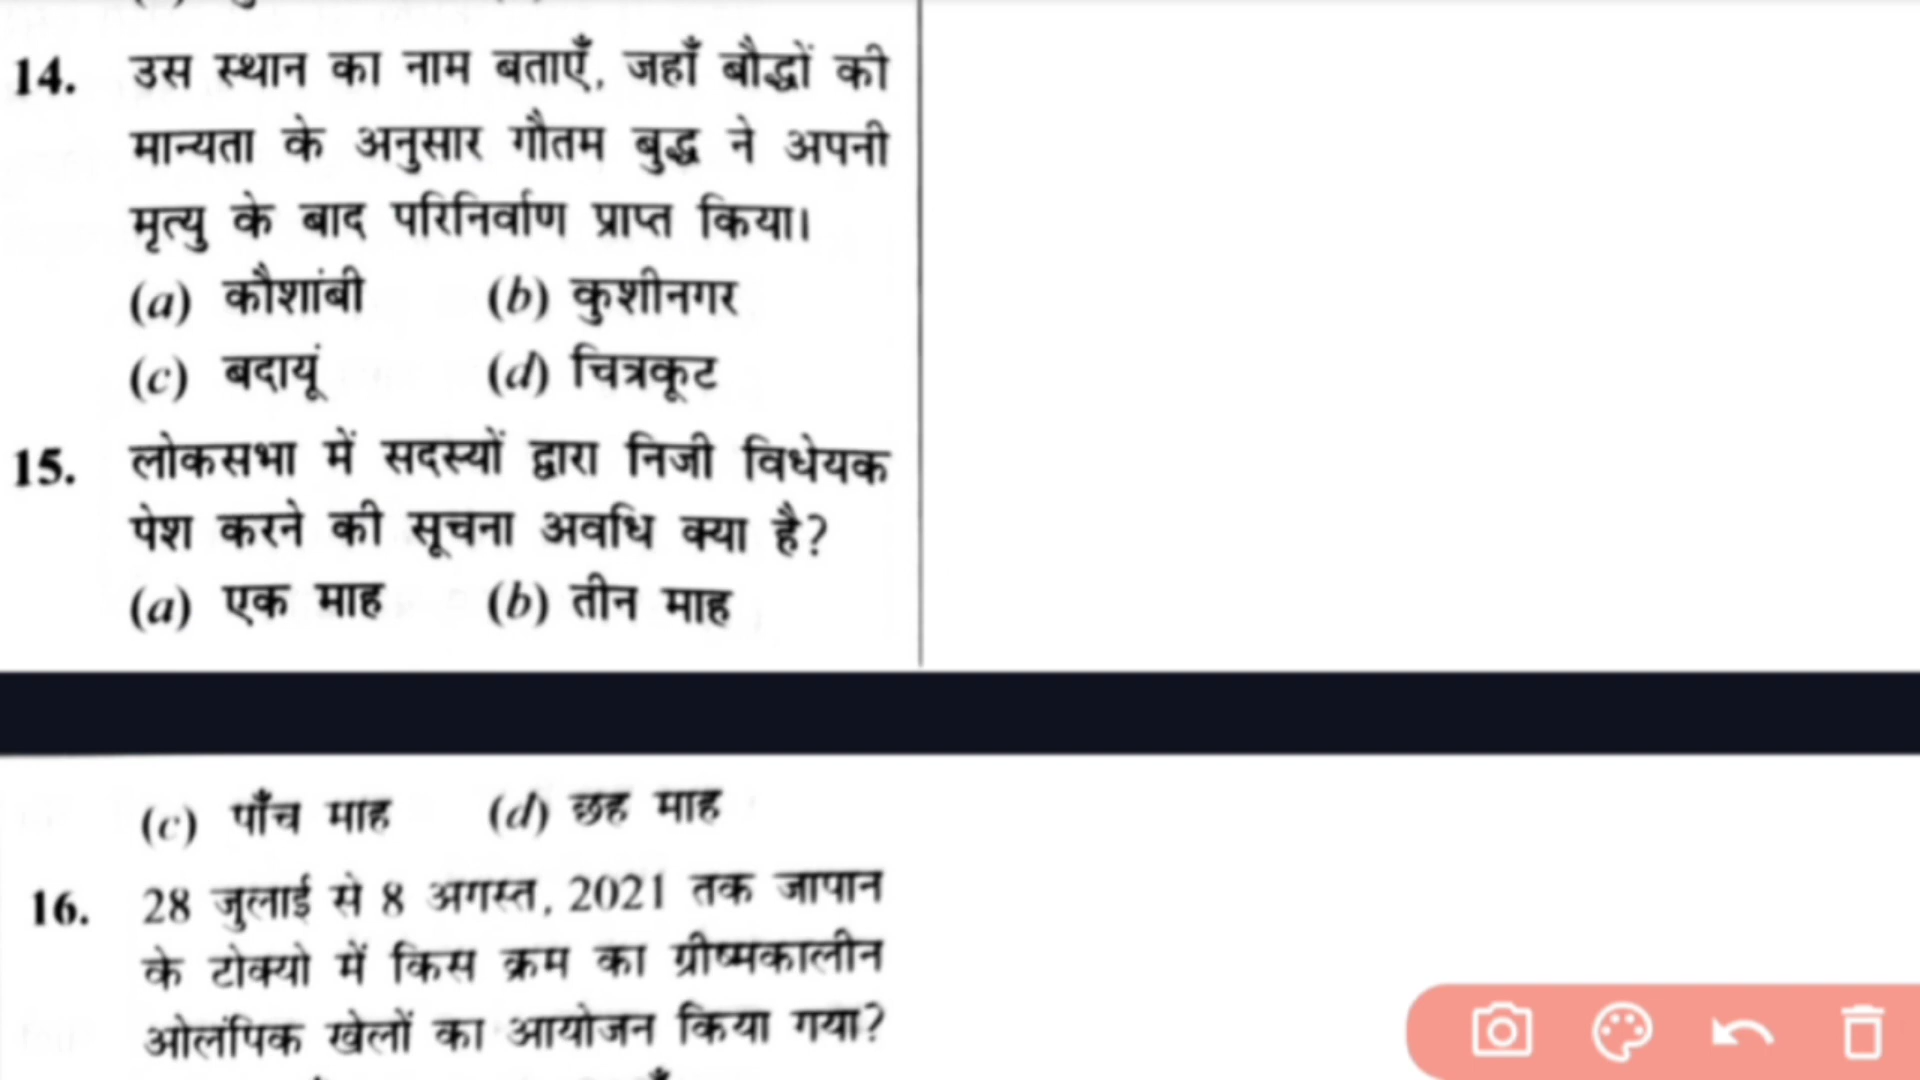 14. उस स्थान का नाम बताएँ, जहाँ बौद्धों की
मान्यता के अनुसार गौतम बुद्ध ने अपनी
मृत्यु के बाद परिनिर्वाण प्राप्त किया।
(a) कौशांबी (b) कुशीनगर
(c) बदायूं (d) चित्रकूट
15. लोकसभा में सदस्यों द्वारा निजी विधेयक
पेश करने की सूचना अवधि क्या है?
(a) एक माह (b) तीन माह
(c) पाँच माह (d) छह माह
16. 28 जुलाई से 8 अगस्त, 2021 तक जापान
के टोक्यो में किस क्रम का ग्रीष्मकालीन
ओलंपिक खेलों का आयोजन किया गया?